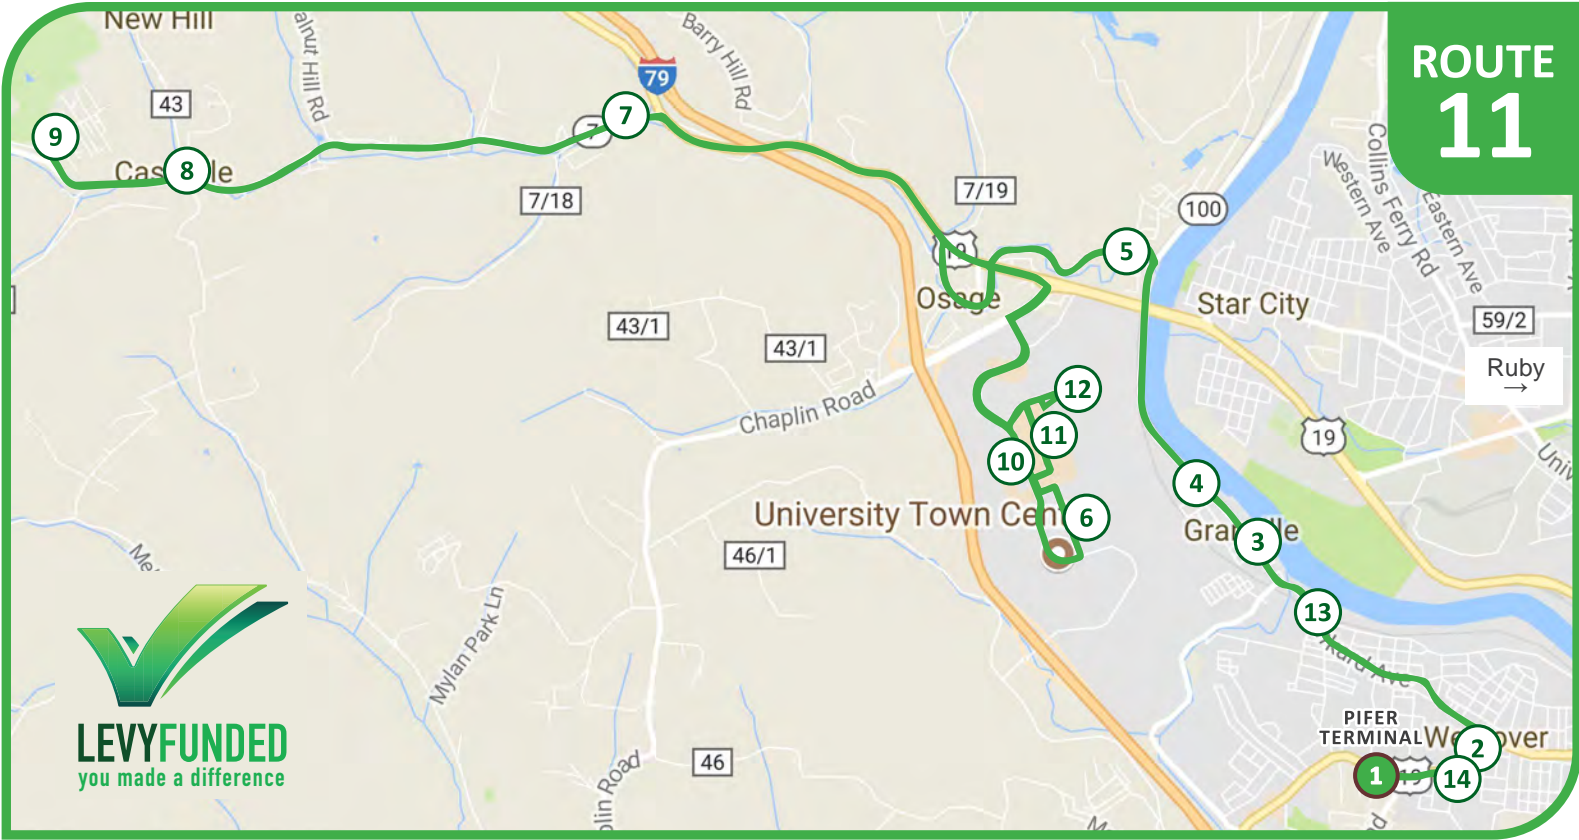 New Hill
Barry Hill Rd
ROUTE
11
79
43
7
9
8
7/18
7/19
100
5
19
Osage
Star City
Collins Ferry Rd
Western Ave
Eastern Ave
59/2
Ruby
→
43/1
43/1
Chaplin Road
12
11
10
19
4
University Town Cent
6
3
46/1
13
Mylan Park Ln
LEVYFUNDED
you made a difference
46
PIFER
TERMINAL
1
19
2
14